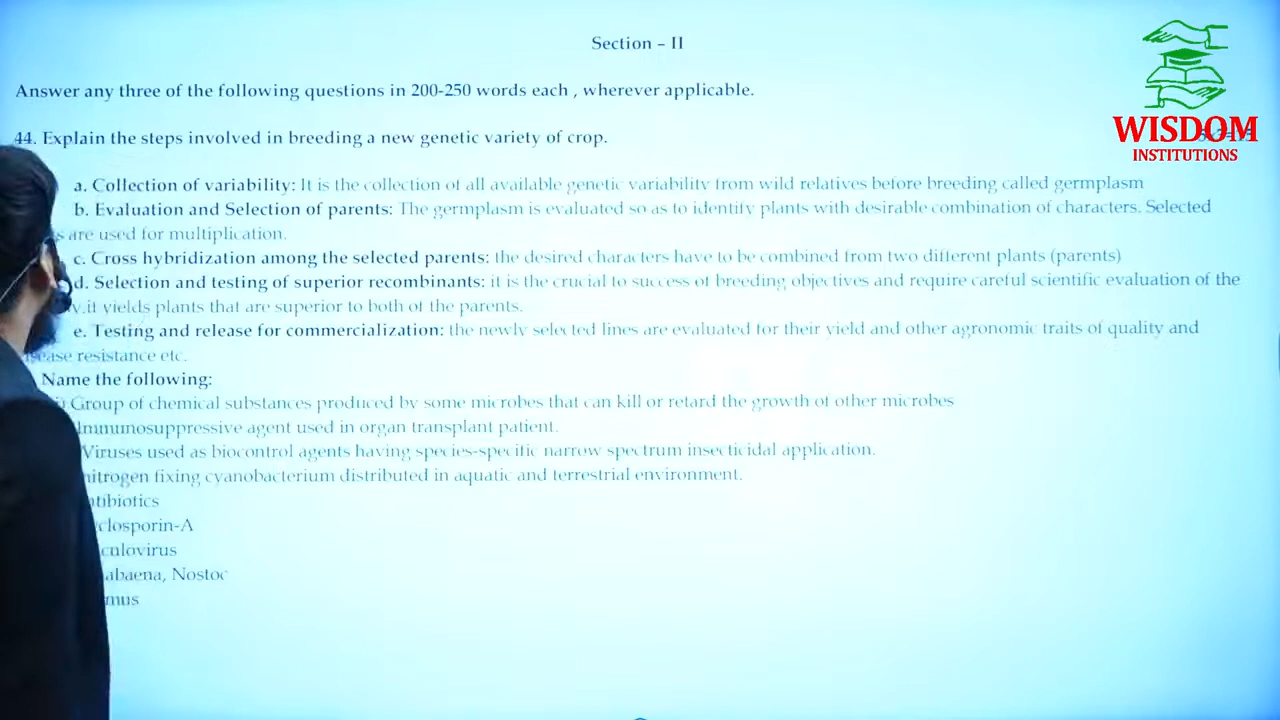 Section – II
Answer any three of the following questions in 200-250 words each , wherever applicable.
WISDOM
INSTITUTIONS
44. Explain the steps involved in breeding a new genetic variety of crop.
a. Collection of variability: It is the collection of all available genetic variability from wild relatives before breeding called germplasm
b. Evaluation and Selection of parents: The germplasm is evaluated so as to identify plants with desirable combination of characters. Selected
are used for multiplication.
c. Cross hybridization among the selected parents: the desired characters have to be combined from two different plants (parents)
d. Selection and testing of superior recombinants: it is the crucial to success of breeding objectives and require careful scientific evaluation of the
it yields plants that are superior to both of the parents.
e. Testing and release for commercialization: the newly selected lines are evaluated for their yield and other agronomic traits of quality and
resistance etc.
Name the following:
Group of chemical substances produced by some microbes that can kill or retard the growth of other microbes
Immunosuppressive agent used in organ transplant patient.
Viruses used as biocontrol agents having species-specific narrow spectrum insecticidal application.
nitrogen fixing cyanobacterium distributed in aquatic and terrestrial environment.
tibiotics
closporin-A
culovirus
abaena, Nostoc
mus